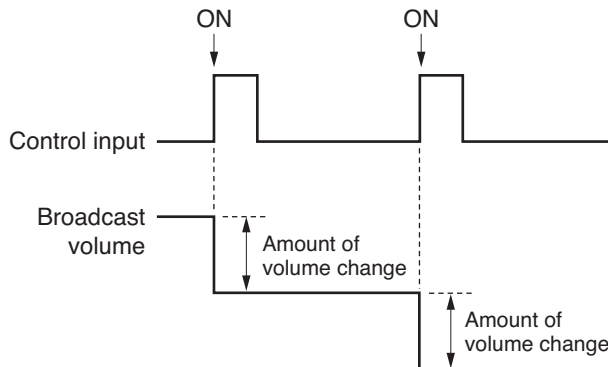 ON
ON
Control input
Broadcast
volume
Amount of
volume change
Amount of
volume change